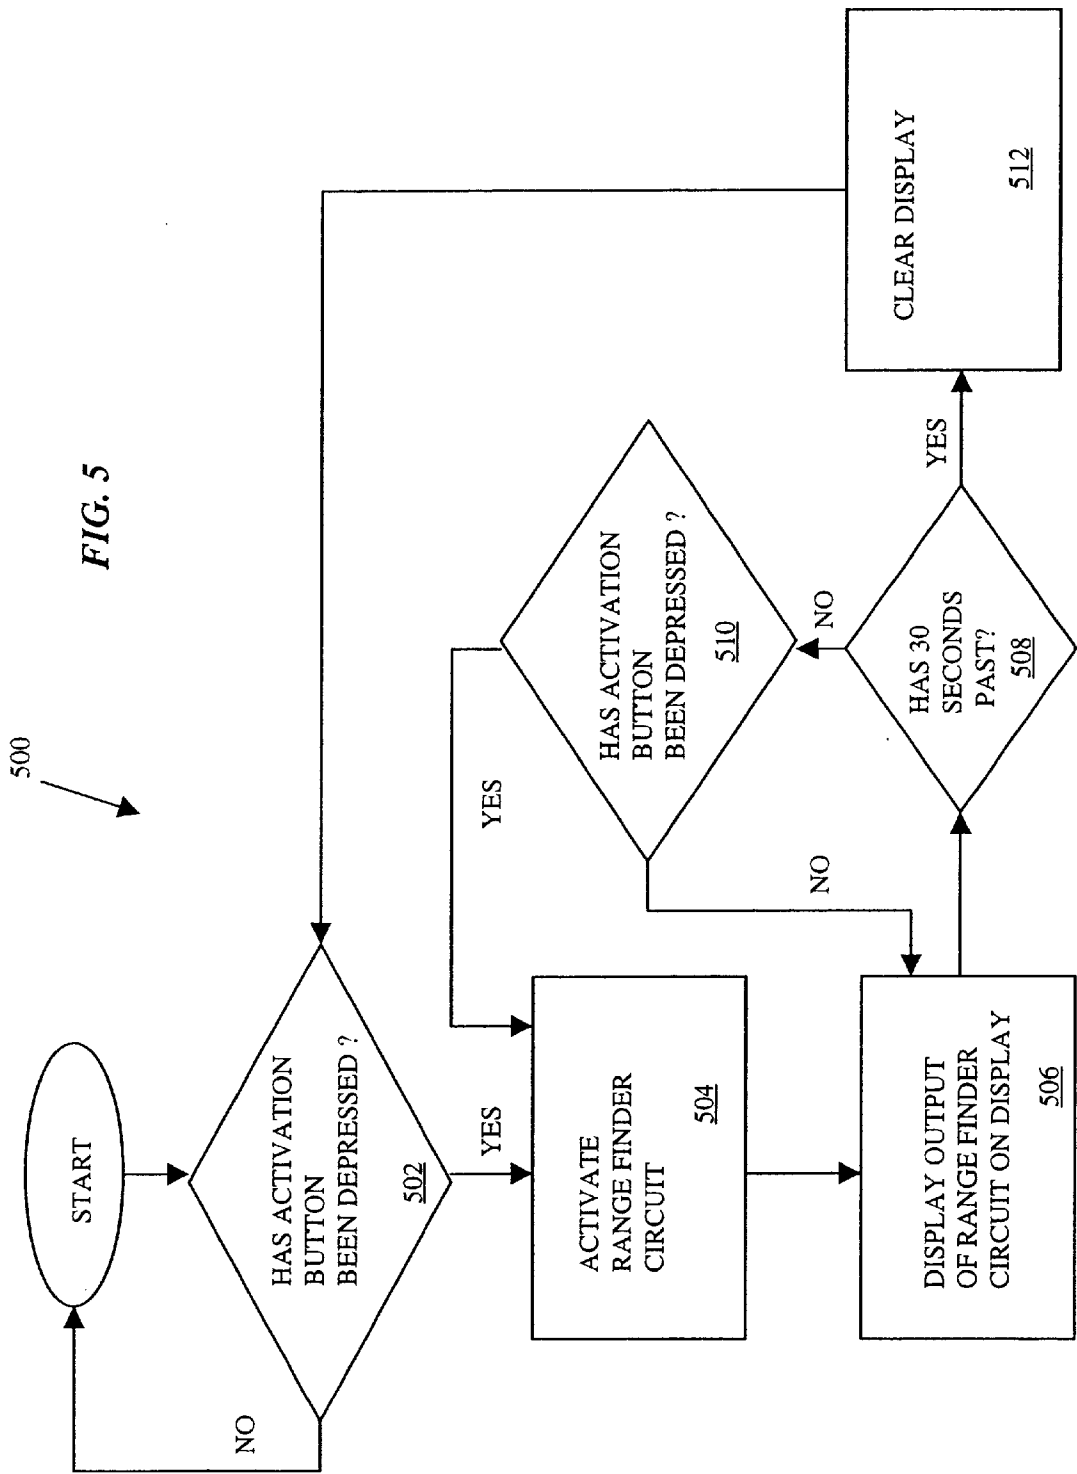 FIG. 5
500
START
NO
HAS ACTIVATION
BUTTON
BEEN DEPRESSED ?
502
YES
ACTIVATE
RANGE FINDER
CIRCUIT
504
DISPLAY OUTPUT
OF RANGE FINDER
CIRCUIT ON DISPLAY
506
YES
NO
HAS ACTIVATION
BUTTON
BEEN DEPRESSED ?
510
NO
HAS 30
SECONDS
PAST?
508
YES
CLEAR DISPLAY
512